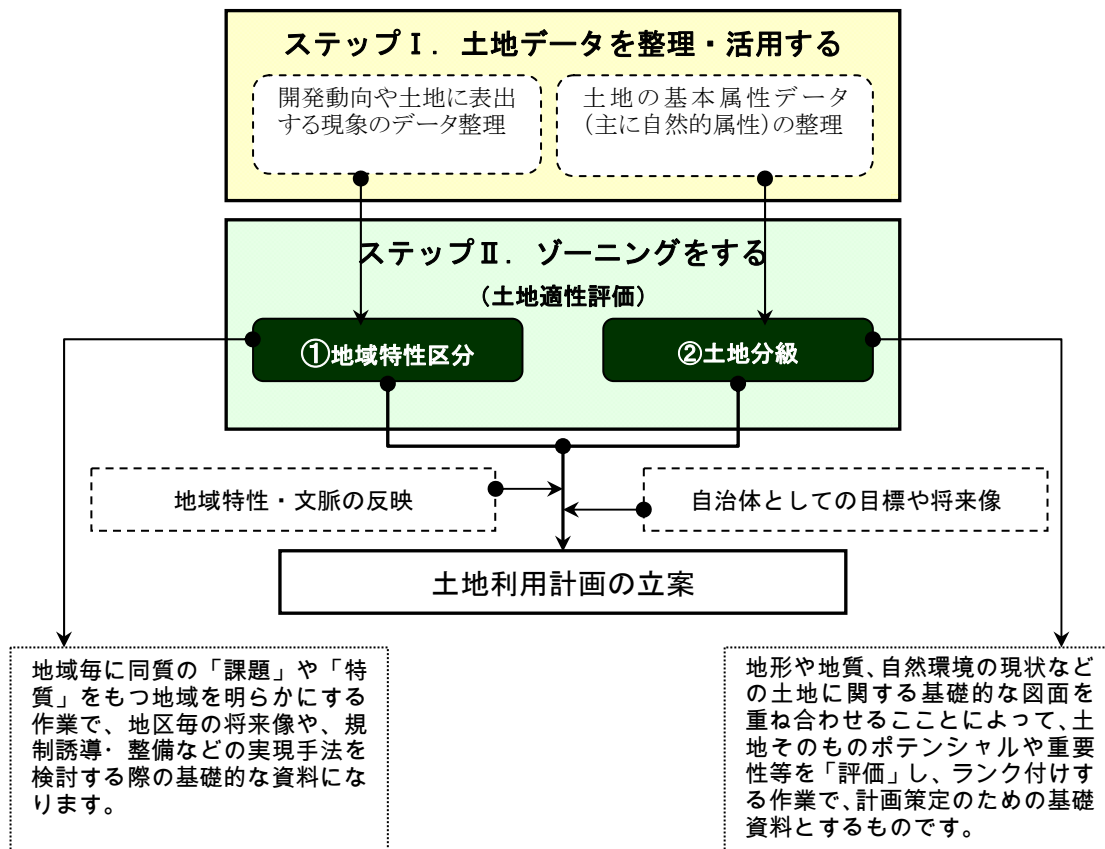 ステップⅠ．土地データを整理・活用する
開発動向や土地に表出
する現象のデータ整理
土地の基本属性データ
（主に自然的属性）の整理
ステップⅡ．ゾーニングをする
（土地適性評価）
①地域特性区分
②土地分級
地域特性・文脈の反映
自治体としての目標や将来像
土地利用計画の立案
地域毎に同質の「課題」や「特
質」をもつ地域を明らかにする
作業で、地区毎の将来像や、規
制誘導・整備などの実現手法を
検討する際の基礎的な資料にな
ります。
地形や地質、自然環境の現状など
の土地に関する基礎的な図面を
重ね合わせるこことによって、土
地そのものポテンシャルや重要
性等を「評価」し、ランク付けす
る作業で、計画策定のための基礎
資料とするものです。